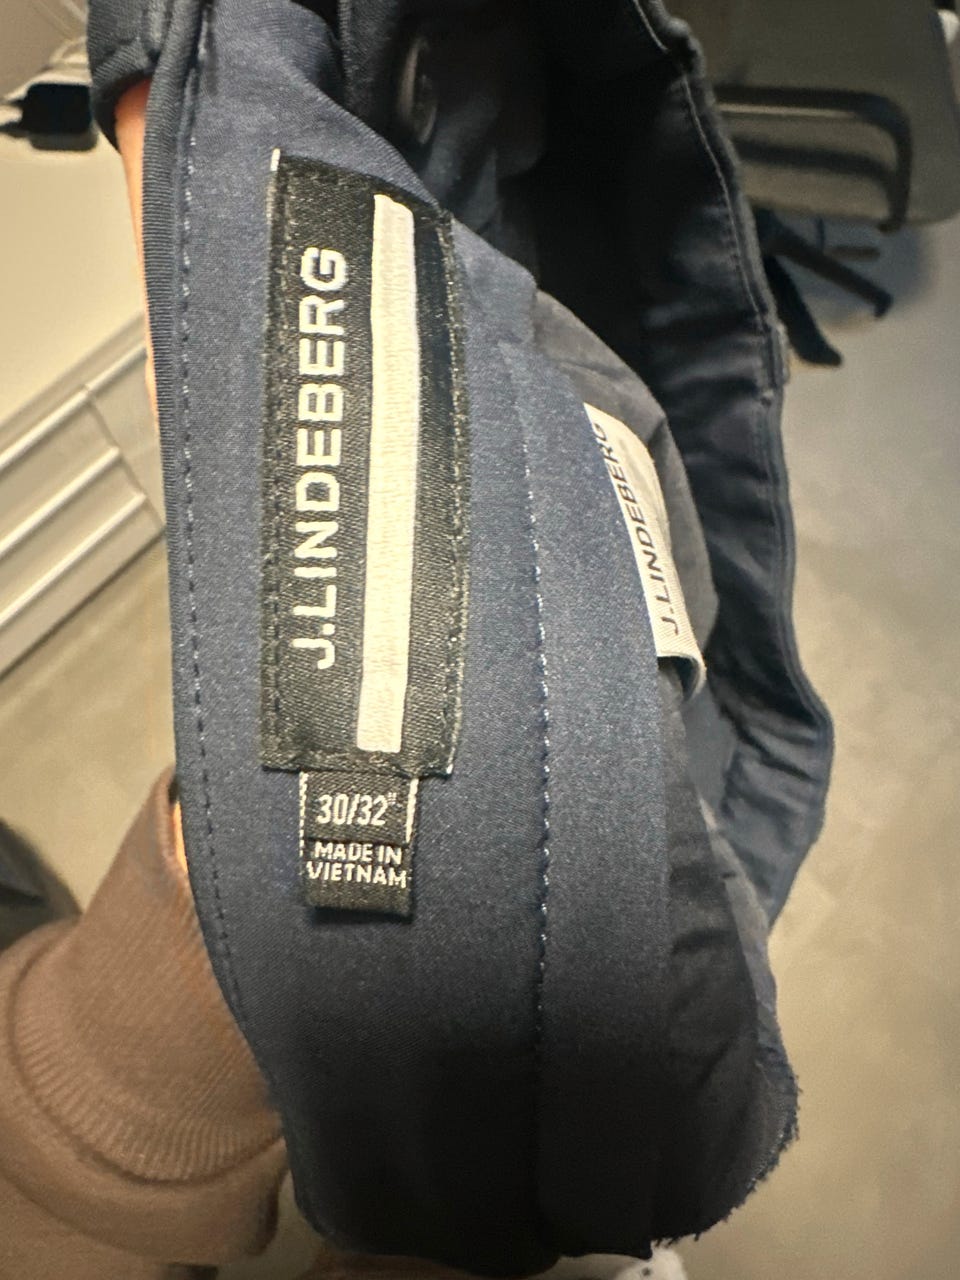 J.LINDEBERG
30/32"
MADE IN
VIETNAM
J.LINDEBERG